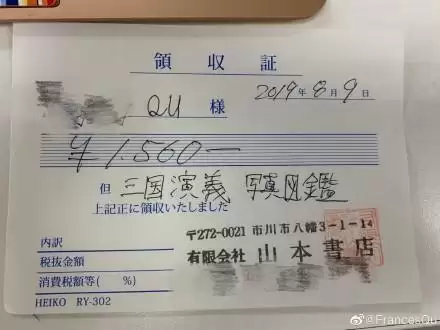 領収証
QU 様 2019年8月9日
¥1,560—
但 三国演義 写真図鑑
上記正に領収いたしました
内訳
税抜金額
消費税額等( %)
HEIKO RY-302
〒272-0021 市川市八幡3-1-14
有限会社 山本書店
@FrancesQu